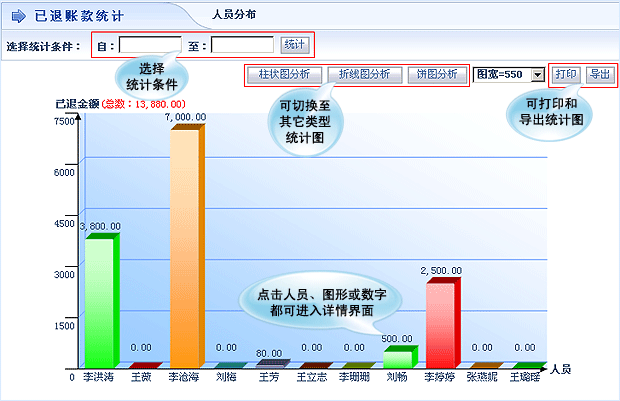 已退账款统计
人员分布
选择统计条件：
自：
至：
统计
选择
统计条件
柱状图分析
折线图分析
饼图分析
图宽=550
打印
导出
可切换至
其它类型
统计图
可打印和
导出统计图
已退金额(总数：13,880.00)
7500
6000
4500
3000
1500
0
3,800.00
0.00
7,000.00
0.00
80.00
0.00
0.00
500.00
2,500.00
0.00
0.00
点击人员、图形或数字
都可进入详情界面
李洪涛
王薇
李沧海
刘梅
王芳
王立志
李珊珊
刘畅
李婷婷
张燕妮
人员